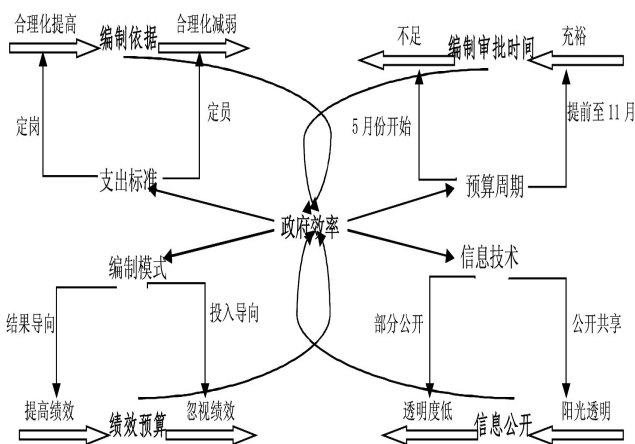 合理化提高
编制依据
合理化减弱
不足
编制审批时间
充裕
定岗
定员
5月份开始
提前至11月
支出标准
预算周期
政府效率
编制模式
信息技术
结果导向
投入导向
部分公开
公开共享
提高绩效
绩效预算
忽视绩效
透明度低
信息公开
阳光透明